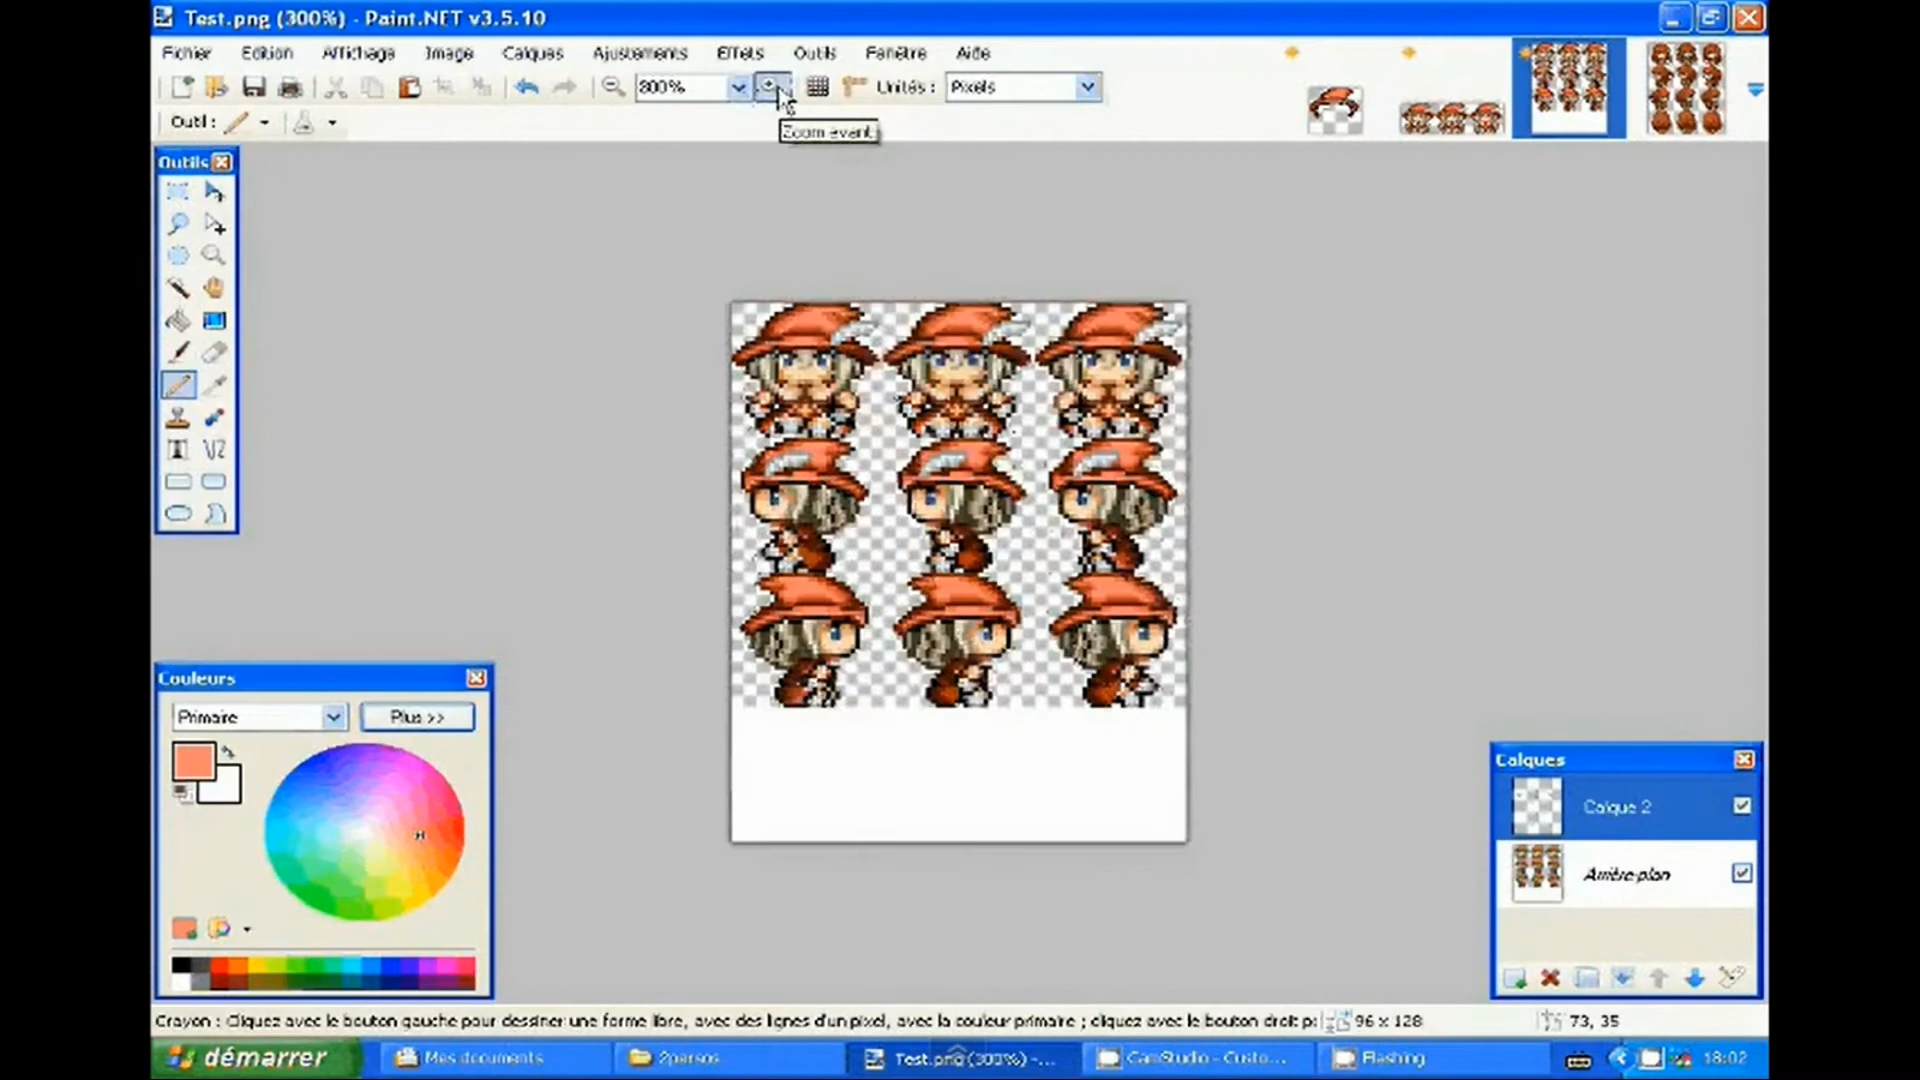 Test.png (300%) - Paint.NET v3.5.10
Fichier Edition Affichage Image Calques Ajustements Effets Outils Fenêtre Aide
300% Unités : Pixels
Outil :
Zoom avant
Outils
Couleurs
Primaire Plus >>
Calques
Calque 2
Arrière-plan
Crayon : Cliquez avec le bouton gauche pour dessiner une forme libre, avec des lignes d'un pixel, avec la couleur primaire ; cliquez avec le bouton droit p 96 x 128 73, 35
démarrer Mes documents 2persos Test.png (300%) -... CamStudio - Custo... Flashing 18:02